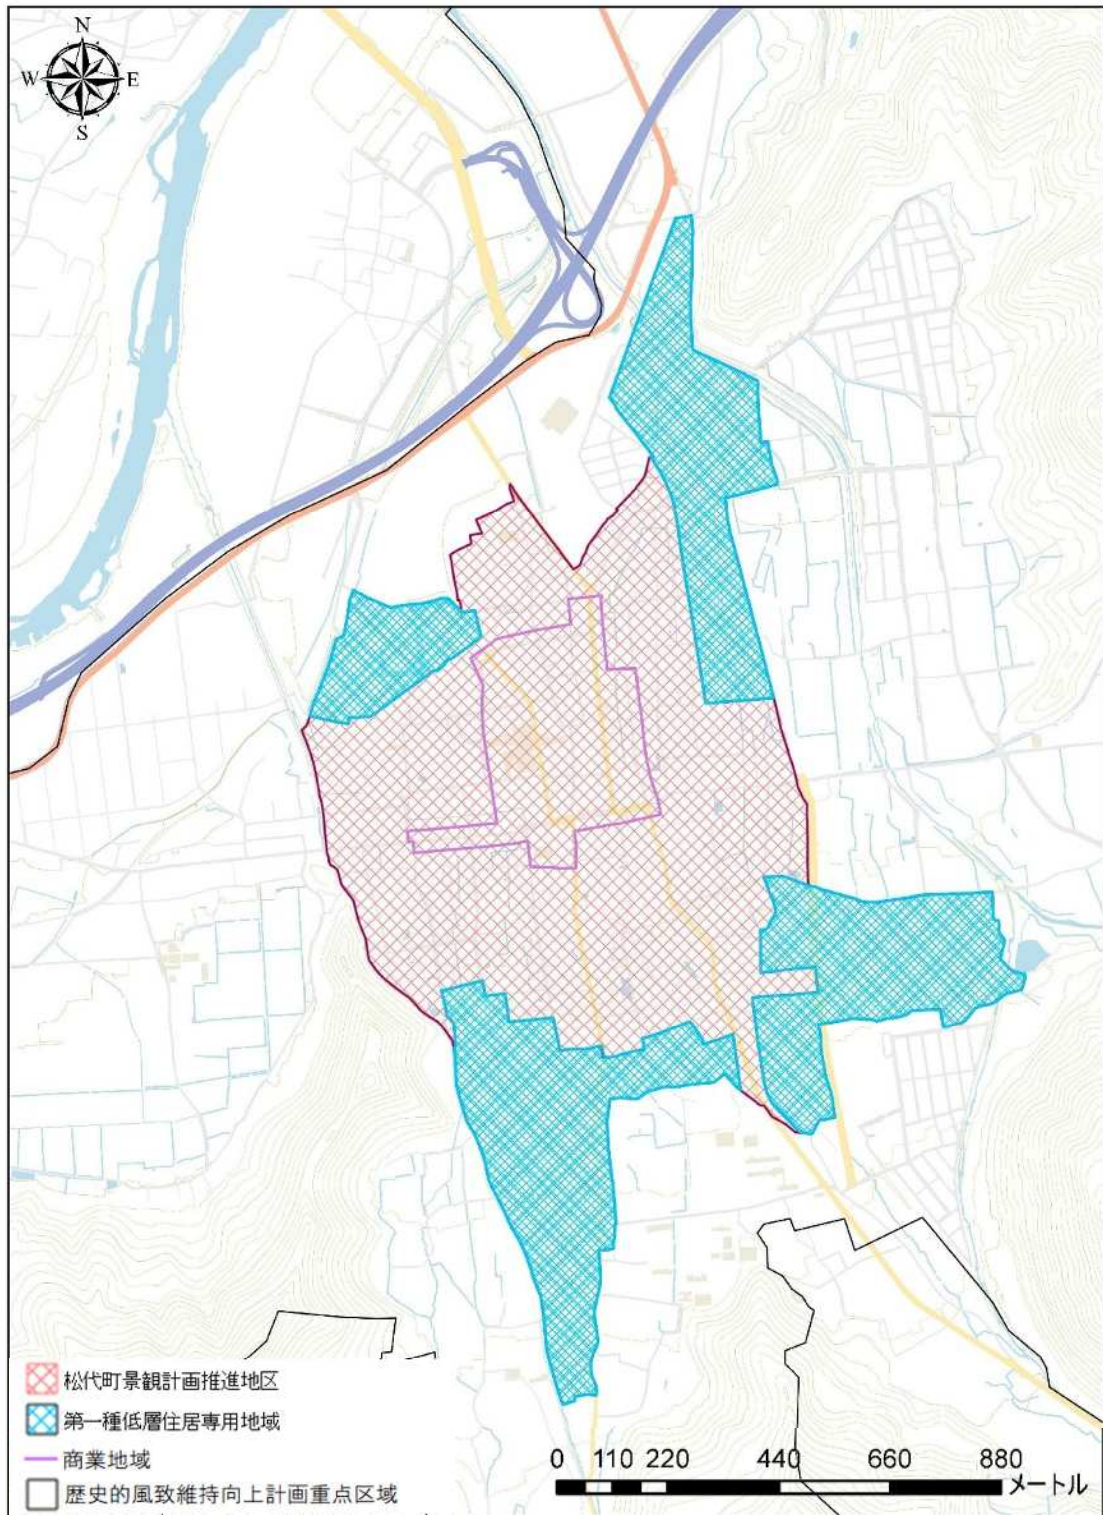 N
W E
S
松代町景観計画推進地区
第一種低層住居専用地域
商業地域
歴史的風致維持向上計画重点区域
0 110 220 440 660 880
メートル